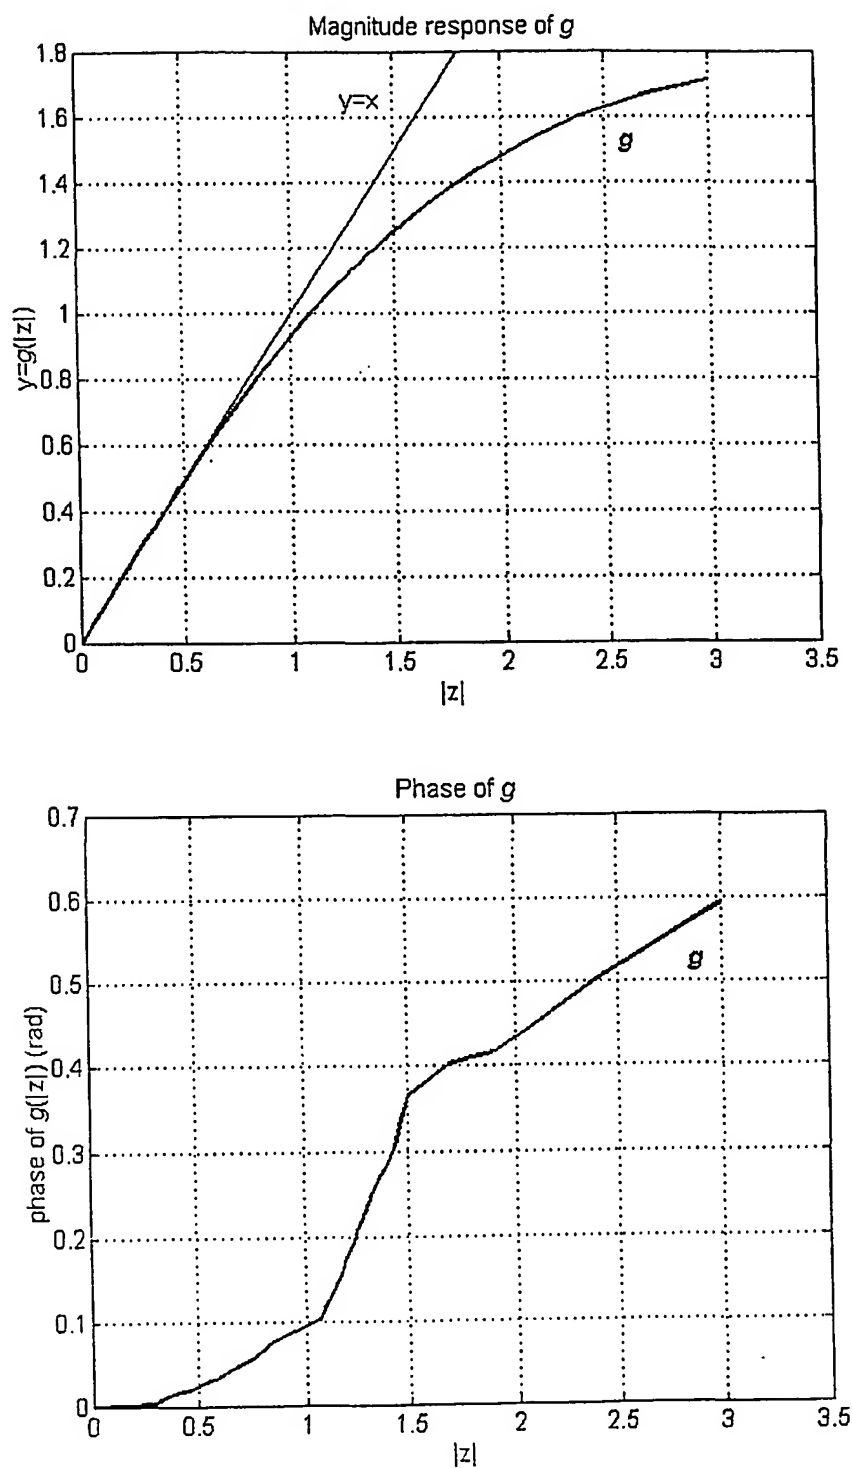 Magnitude response of g
1.8
1.6
1.4
1.2
1
0.8
0.6
0.4
0.2
0
y=g(|z|)
y=x
g
0 0.5 1 1.5 2 2.5 3 3.5
|z|
Phase of g
0.7
0.6
0.5
0.4
0.3
0.2
0.1
0
phase of g(|z|) (rad)
g
0 0.5 1 1.5 2 2.5 3 3.5
|z|